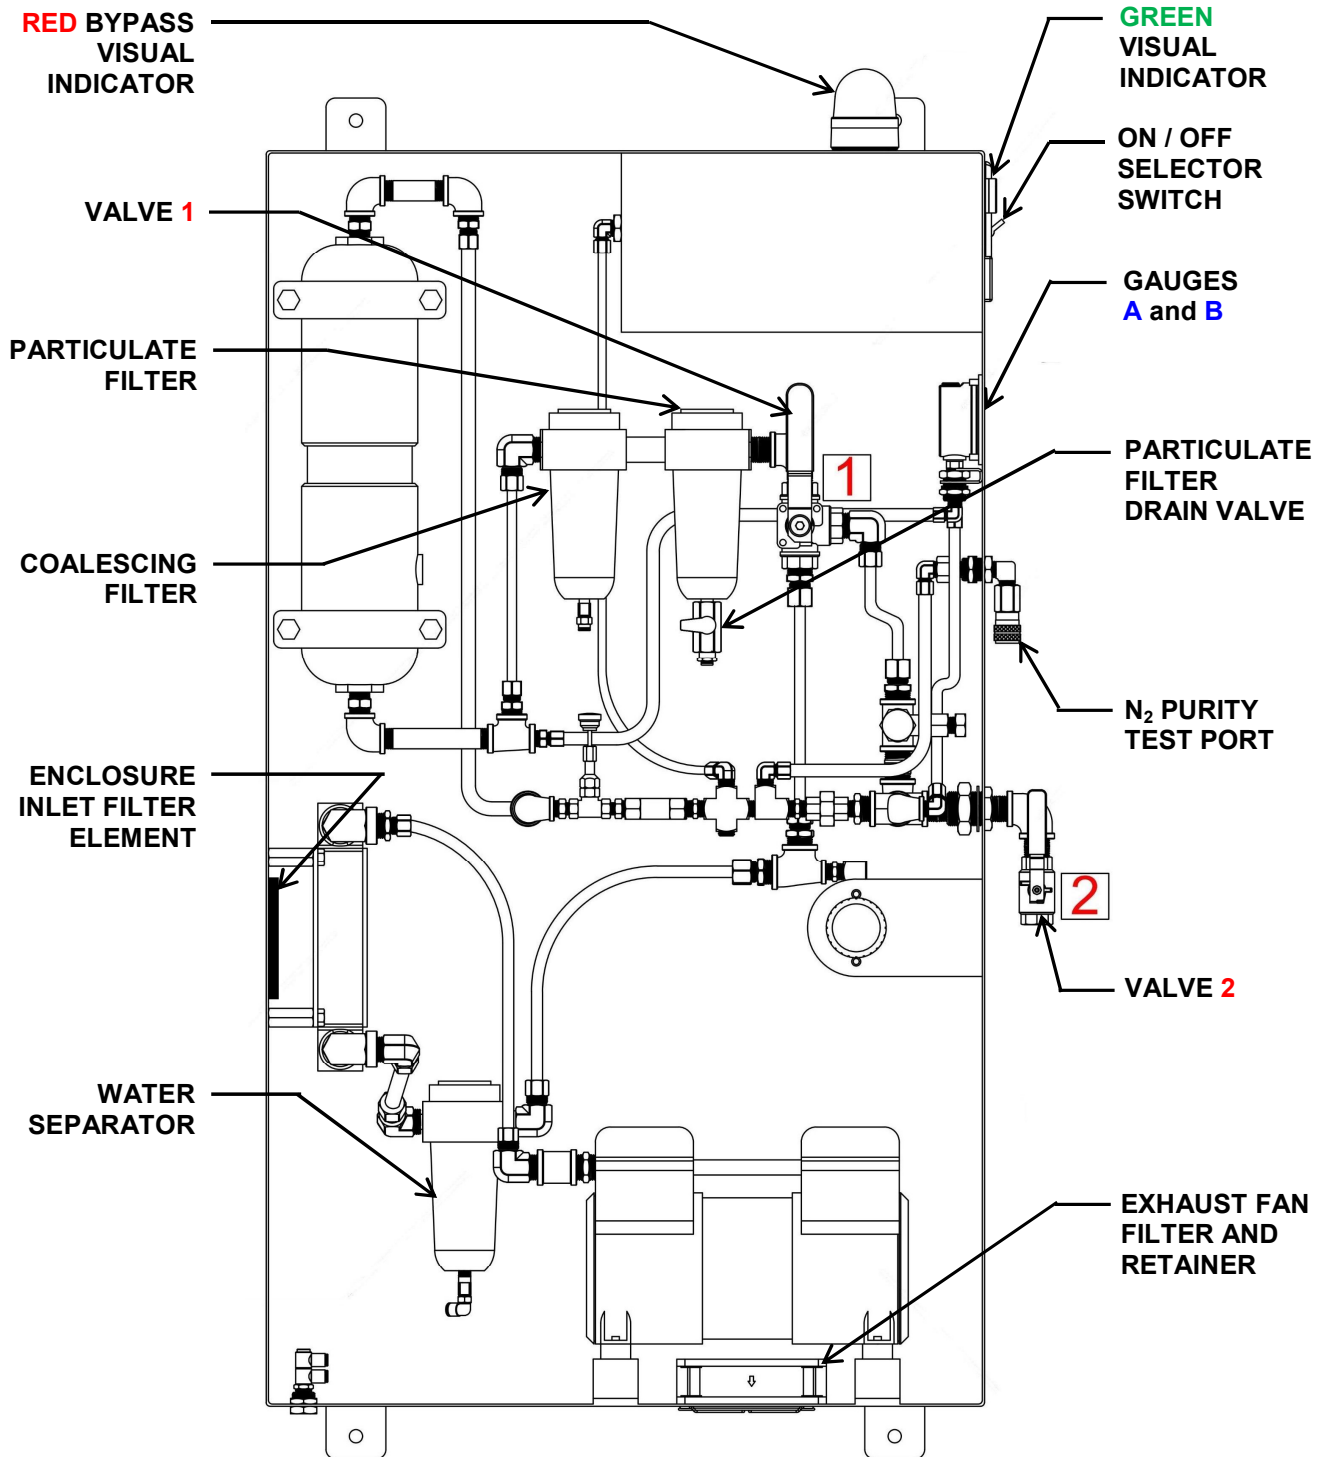 RED BYPASS
VISUAL
INDICATOR
VALVE 1
PARTICULATE
FILTER
COALESCING
FILTER
ENCLOSURE
INLET FILTER
ELEMENT
WATER
SEPARATOR
1
2
GREEN
VISUAL
INDICATOR
ON / OFF
SELECTOR
SWITCH
GAUGES
A and B
PARTICULATE
FILTER
DRAIN VALVE
N₂ PURITY
TEST PORT
VALVE 2
EXHAUST FAN
FILTER AND
RETAINER